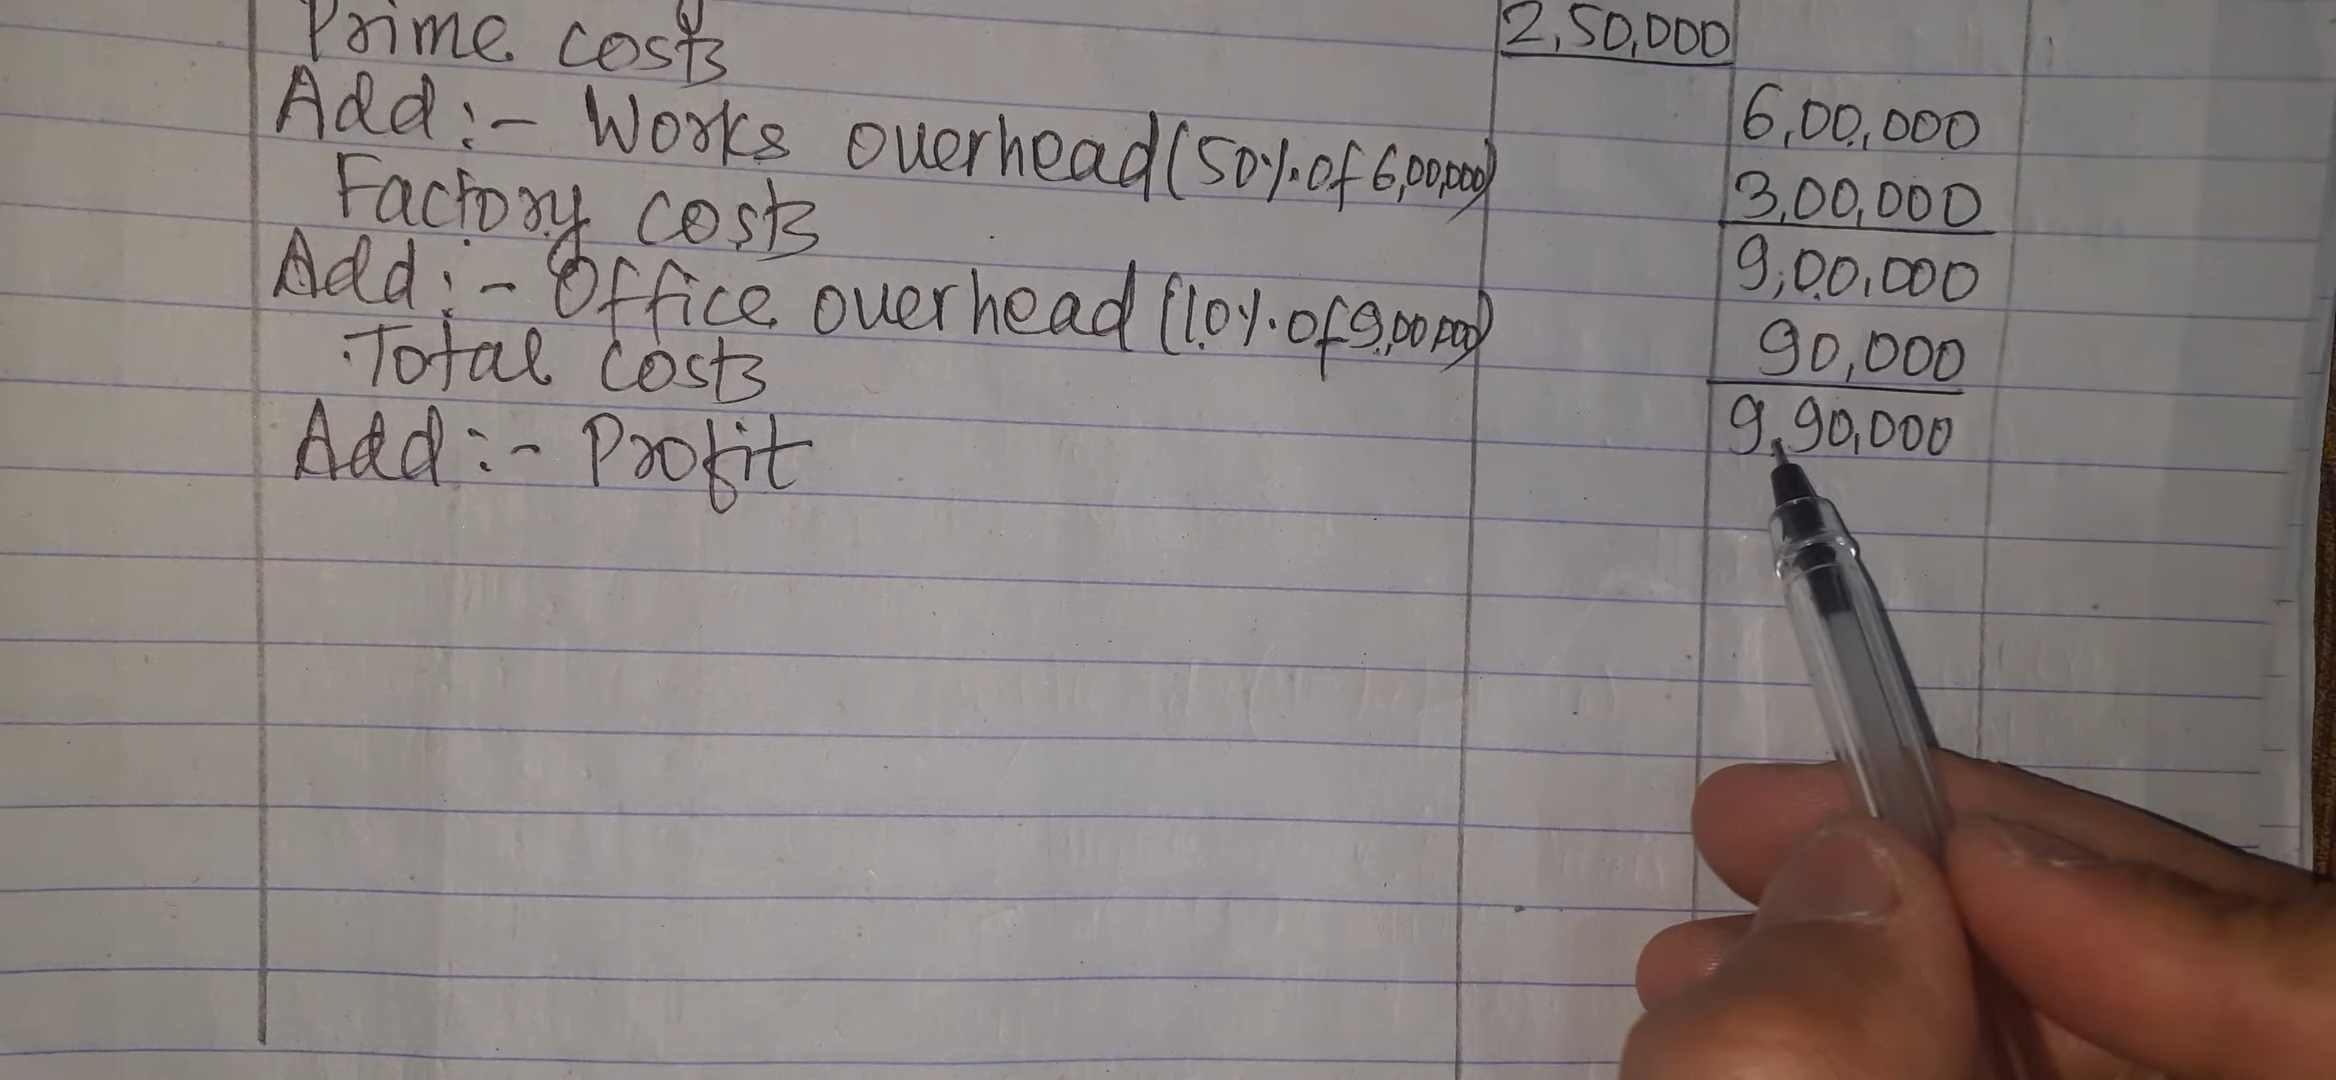 Prime costs 2,50,000
6,00,000
Add:- Works overhead (50% of 6,00,000) 3,00,000
Factory costs 9,00,000
Add:- Office overhead (10% of 9,00,000) 90,000
Total costs 9,90,000
Add:- Profit